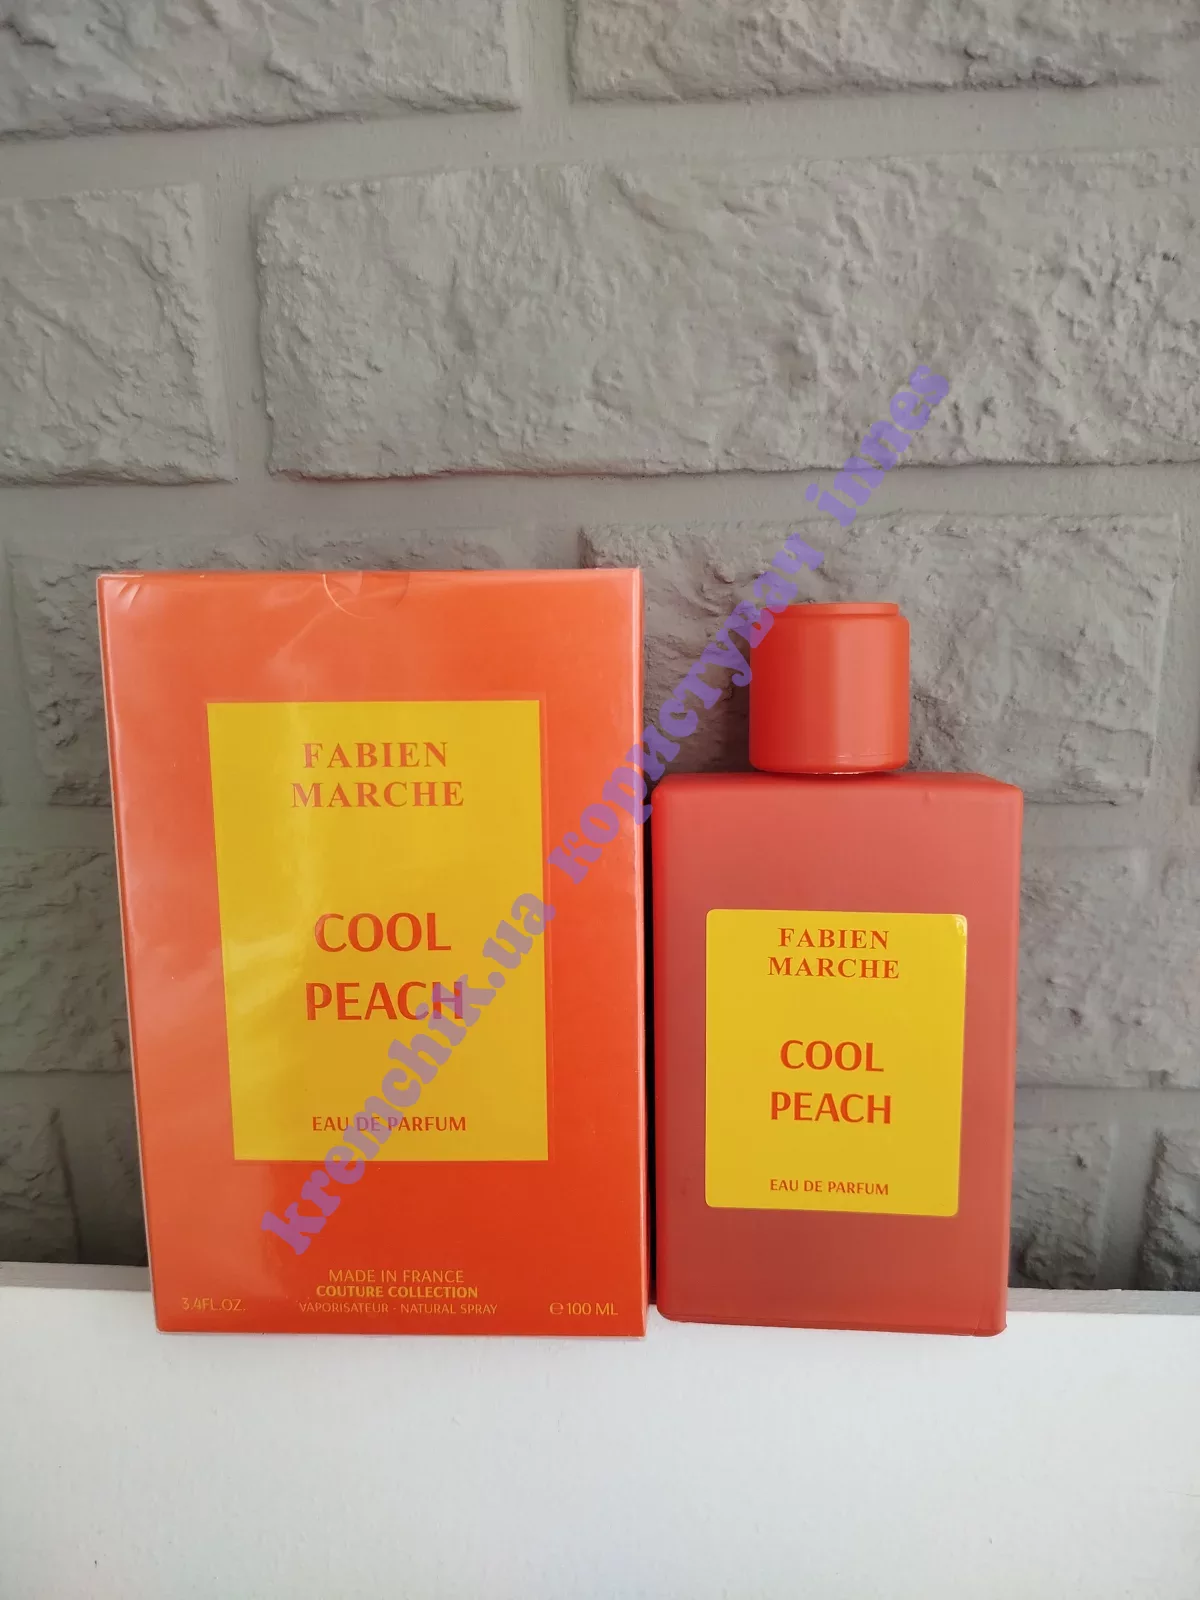 FABIEN
MARCHE
COOL
PEACH
EAU DE PARFUM
MADE IN FRANCE
COUTURE COLLECTION
3.4FL.OZ.
VAPORISATEUR - NATURAL SPRAY
℮ 100 ML
FABIEN
MARCHE
COOL
PEACH
EAU DE PARFUM
kremchik.ua користувач innes